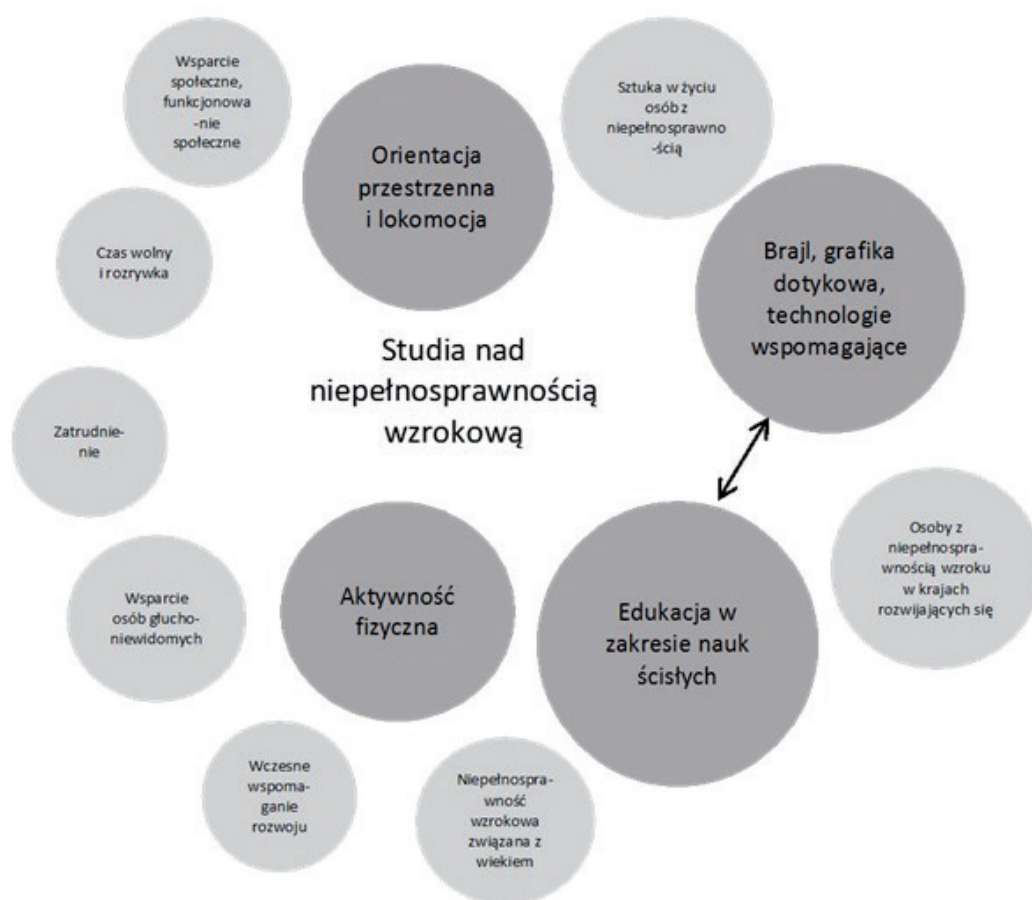 Wsparcie
społeczne,
funkcjonowa
-nie
społeczne
Orientacja
przestrzenna
i lokomocja
Sztuka w życiu
osób z
niepełnosprawno
-ścią
Brajl, grafika
dotykowa,
technologie
wspomagające
Czas wolny
i rozrywka
Studia nad
niepełnosprawnością
wzrokową
Zatrudnie-
nie
Osoby z
niepełnospra-
wnością wzroku
w krajach
rozwijających się
Wsparcie
osób głucho-
niewidomych
Aktywność
fizyczna
Edukacja w
zakresie nauk
ścisłych
Wczesne
wspoma-
ganie
rozwoju
Niepełnospra-
wność
wzrokowa
związana z
wiekiem